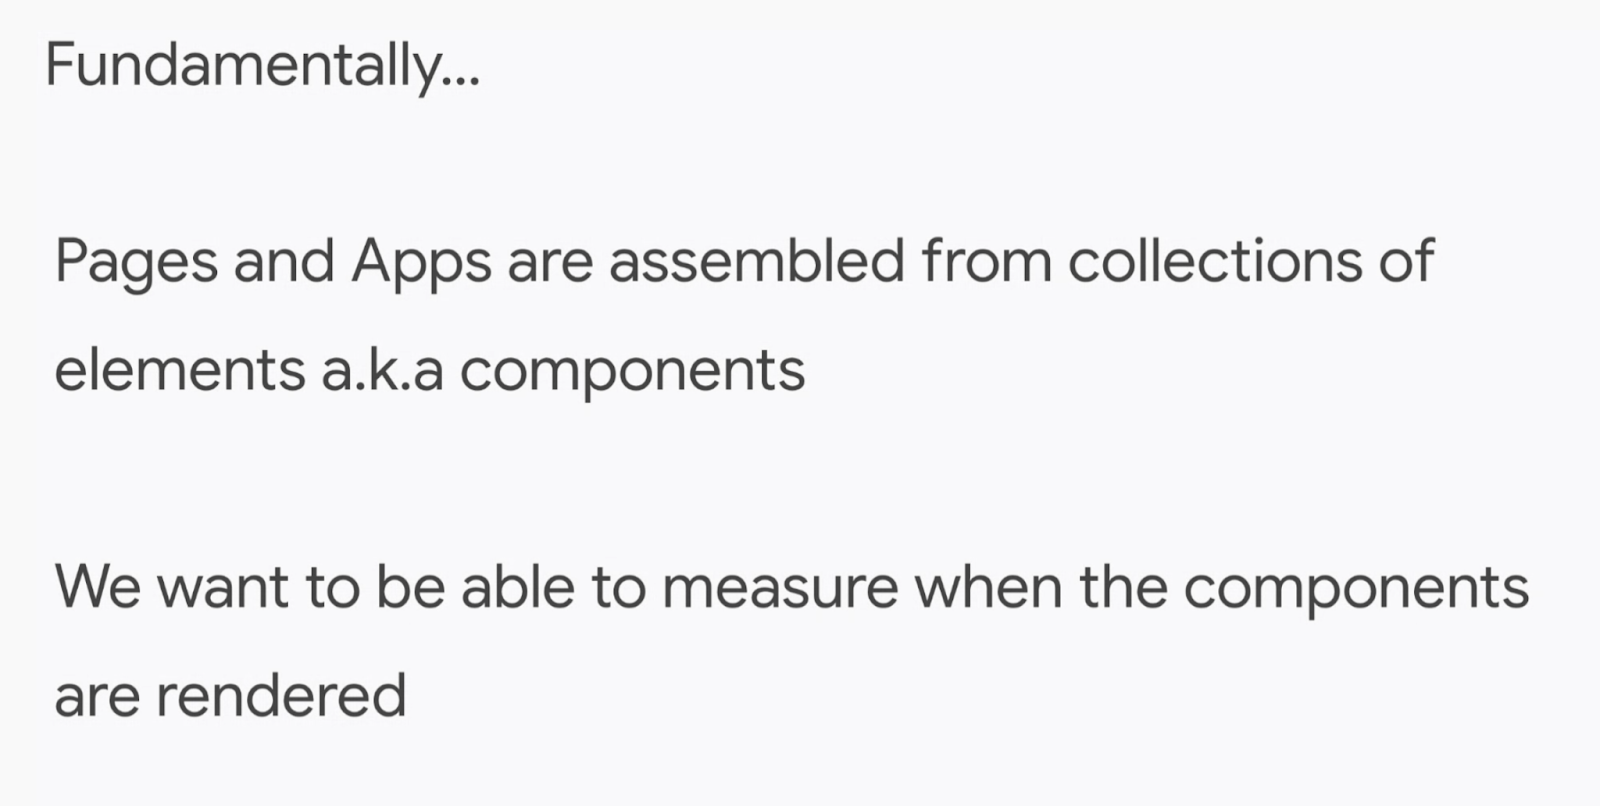 Fundamentally...
Pages and Apps are assembled from collections of
elements a.k.a components
We want to be able to measure when the components
are rendered